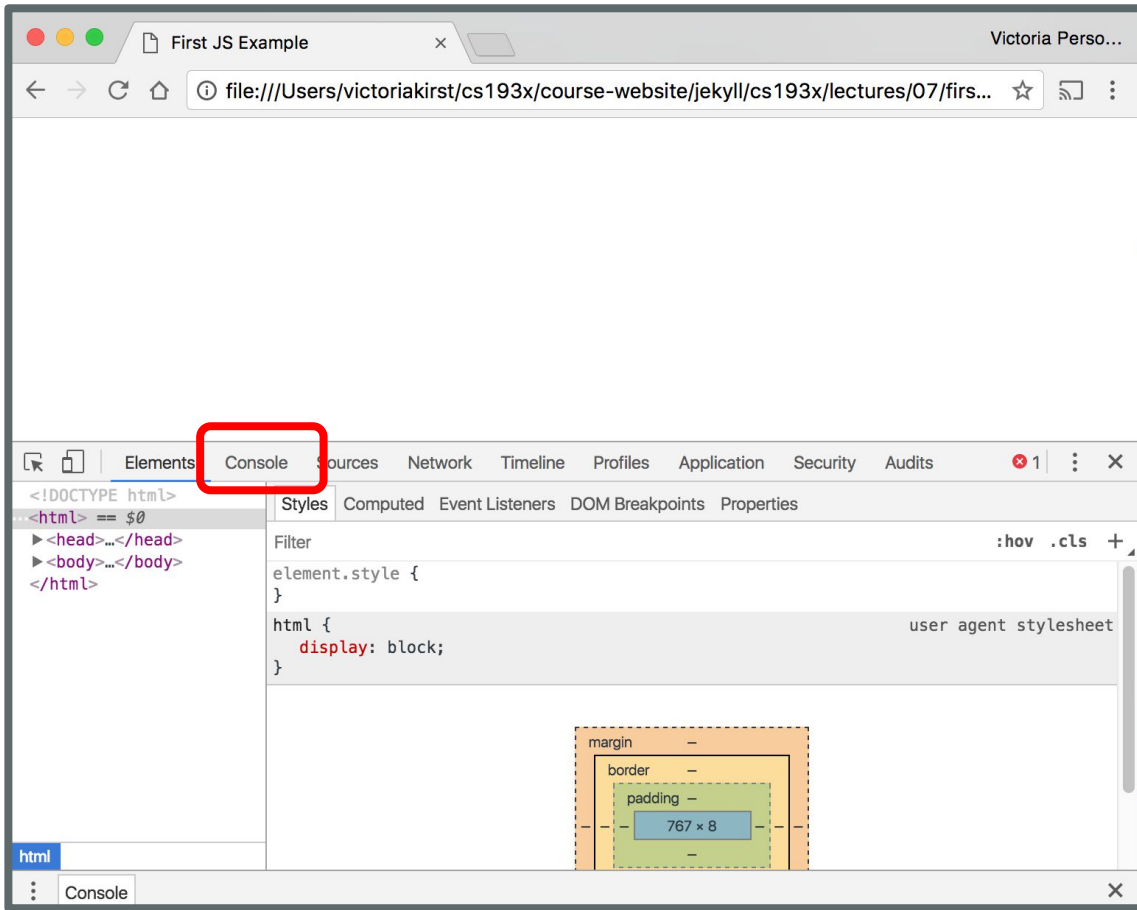 First JS Example
Victoria Perso...
file:///Users/victoriakirst/cs193x/course-website/jekyll/cs193x/lectures/07/firs...
Elements Console Sources Network Timeline Profiles Application Security Audits 1
<!DOCTYPE html>
...<html> == $0
<head>…</head>
<body>…</body>
</html>
html
Styles Computed Event Listeners DOM Breakpoints Properties
Filter :hov .cls +
element.style {
}
html { user agent stylesheet
display: block;
}
margin –
border –
padding –
– – – 767 × 8 – – –
–
Console